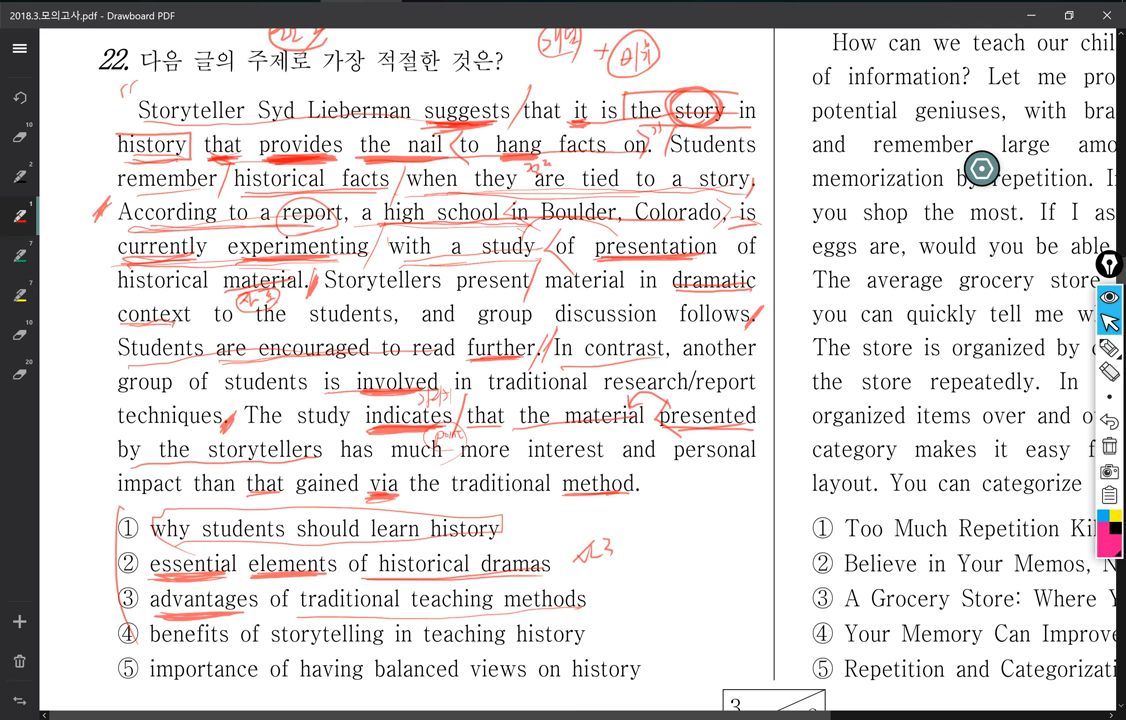 2018.3.모의고사.pdf - Drawboard PDF
22. 다음 글의 주제로 가장 적절한 것은?
Storyteller Syd Lieberman suggests that it is the story in
history that provides the nail to hang facts on. Students
remember historical facts when they are tied to a story.
According to a report, a high school in Boulder, Colorado, is
currently experimenting with a study of presentation of
historical material. Storytellers present material in dramatic
context to the students, and group discussion follows.
Students are encouraged to read further. In contrast, another
group of students is involved in traditional research/report
techniques. The study indicates that the material presented
by the storytellers has much more interest and personal
impact than that gained via the traditional method.
① why students should learn history
② essential elements of historical dramas
③ advantages of traditional teaching methods
④ benefits of storytelling in teaching history
⑤ importance of having balanced views on history
point
3
How can we teach our chil
of information? Let me pro
potential geniuses, with bra
and remember large amo
memorization by repetition. I
you shop the most. If I as
eggs are, would you be able
The average grocery store
you can quickly tell me w
The store is organized by c
the store repeatedly. In
organized items over and o
category makes it easy f
layout. You can categorize
① Too Much Repetition Ki
② Believe in Your Memos, N
③ A Grocery Store: Where Y
④ Your Memory Can Improve
⑤ Repetition and Categorizati
10
2
1
7
7
10
20